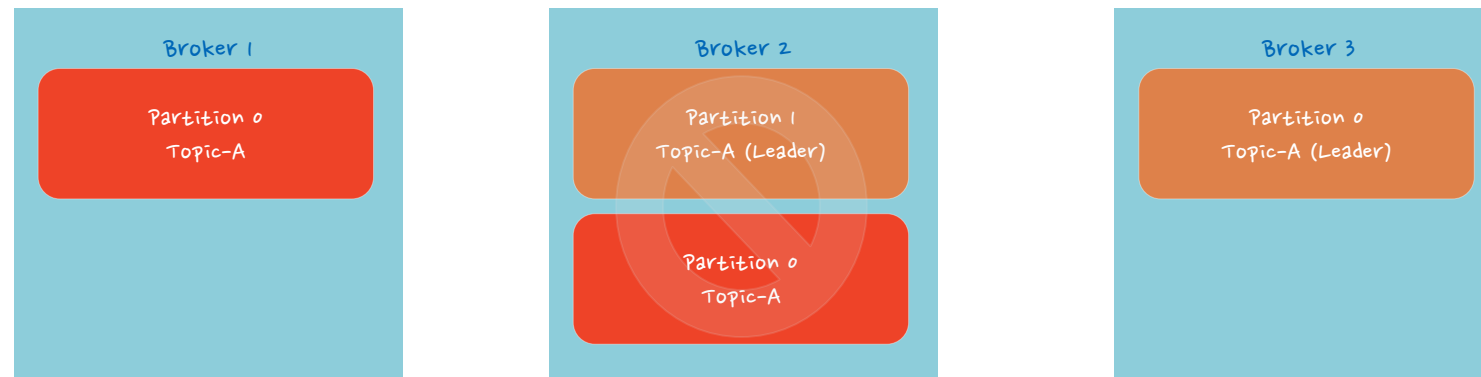 Broker 1
Partition 0
Topic-A
Broker 2
Partition 1
Topic-A (Leader)
Partition 0
Topic-A
Broker 3
Partition 0
Topic-A (Leader)